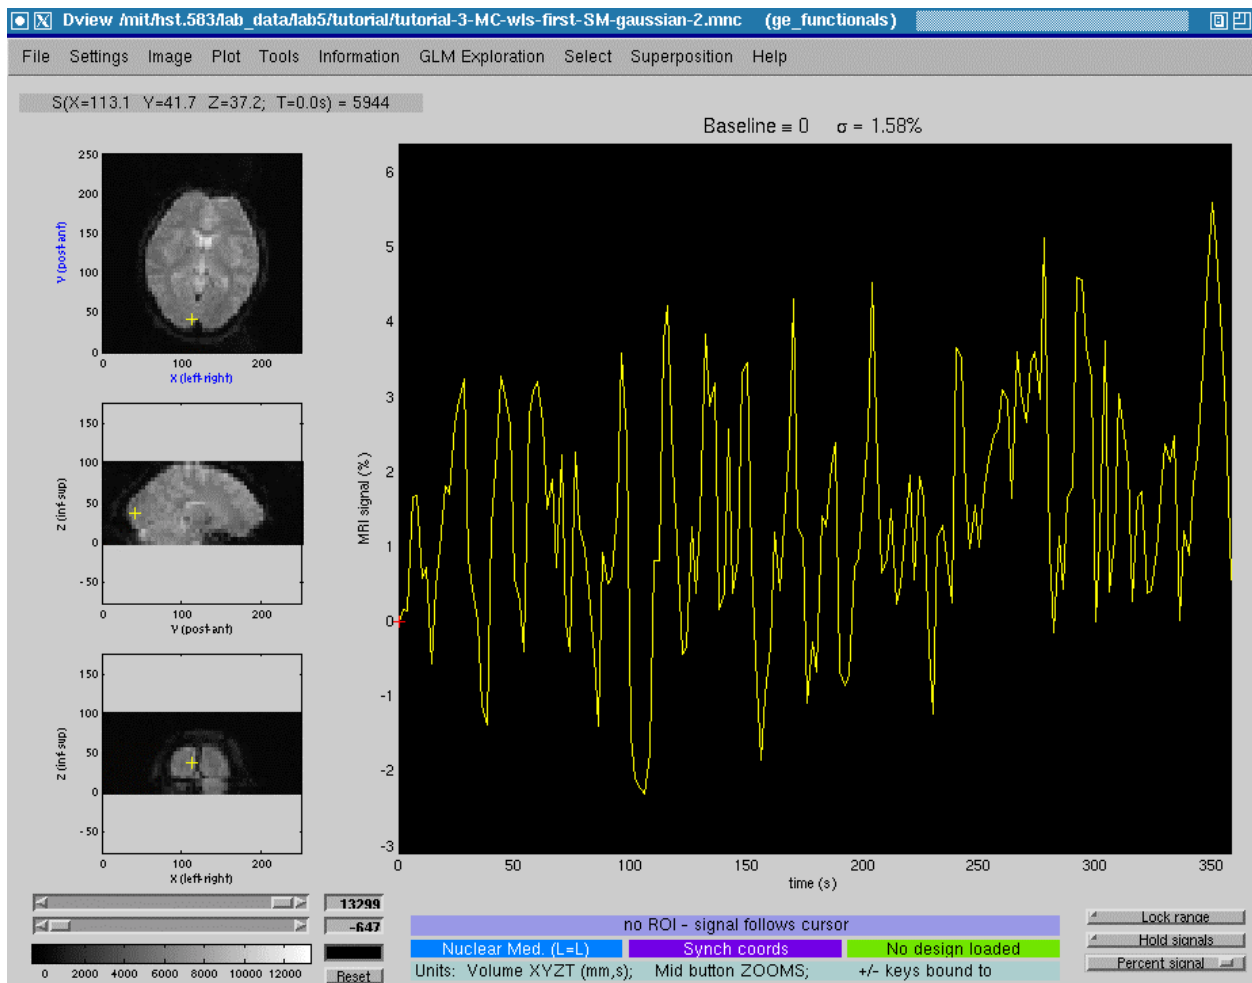 Dview /mit/hst.583/lab_data/lab5/tutorial/tutorial-3-MC-wls-first-SM-gaussian-2.mnc (ge_functionals)
File Settings Image Plot Tools Information GLM Exploration Select Superposition Help
S(X=113.1 Y=41.7 Z=37.2; T=0.0s) = 5944
Baseline ≡ 0 σ = 1.58%
250
200
150
100
50
0
Y (post-ant)
0 100 200
X (left-right)
150
100
50
0
-50
Z (inf-sup)
0 100 200
Y (post-ant)
150
100
50
0
-50
Z (inf-sup)
0 100 200
X (left-right)
6
5
4
3
2
1
0
-1
-2
-3
MRI signal (%)
0 50 100 150 200 250 300 350
time (s)
13299
-647
0 2000 4000 6000 8000 10000 12000
Reset
no ROI - signal follows cursor
Nuclear Med. (L=L) Synch coords No design loaded
Units: Volume XYZT (mm,s); Mid button ZOOMS; +/- keys bound to
Lock range
Hold signals
Percent signal